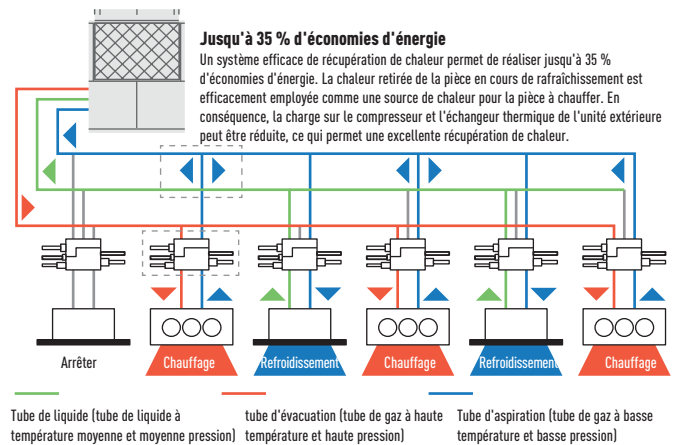 Jusqu'à 35 % d'économies d'énergie
Un système efficace de récupération de chaleur permet de réaliser jusqu'à 35 %
d'économies d'énergie. La chaleur retirée de la pièce en cours de rafraîchissement est
efficacement employée comme une source de chaleur pour la pièce à chauffer. En
conséquence, la charge sur le compresseur et l'échangeur thermique de l'unité extérieure
peut être réduite, ce qui permet une excellente récupération de chaleur.
Arrêter
Chauffage
Refroidissement
Chauffage
Refroidissement
Chauffage
Tube de liquide (tube de liquide à
température moyenne et moyenne pression)
tube d'évacuation (tube de gaz à haute
température et haute pression)
Tube d'aspiration (tube de gaz à basse
température et basse pression)